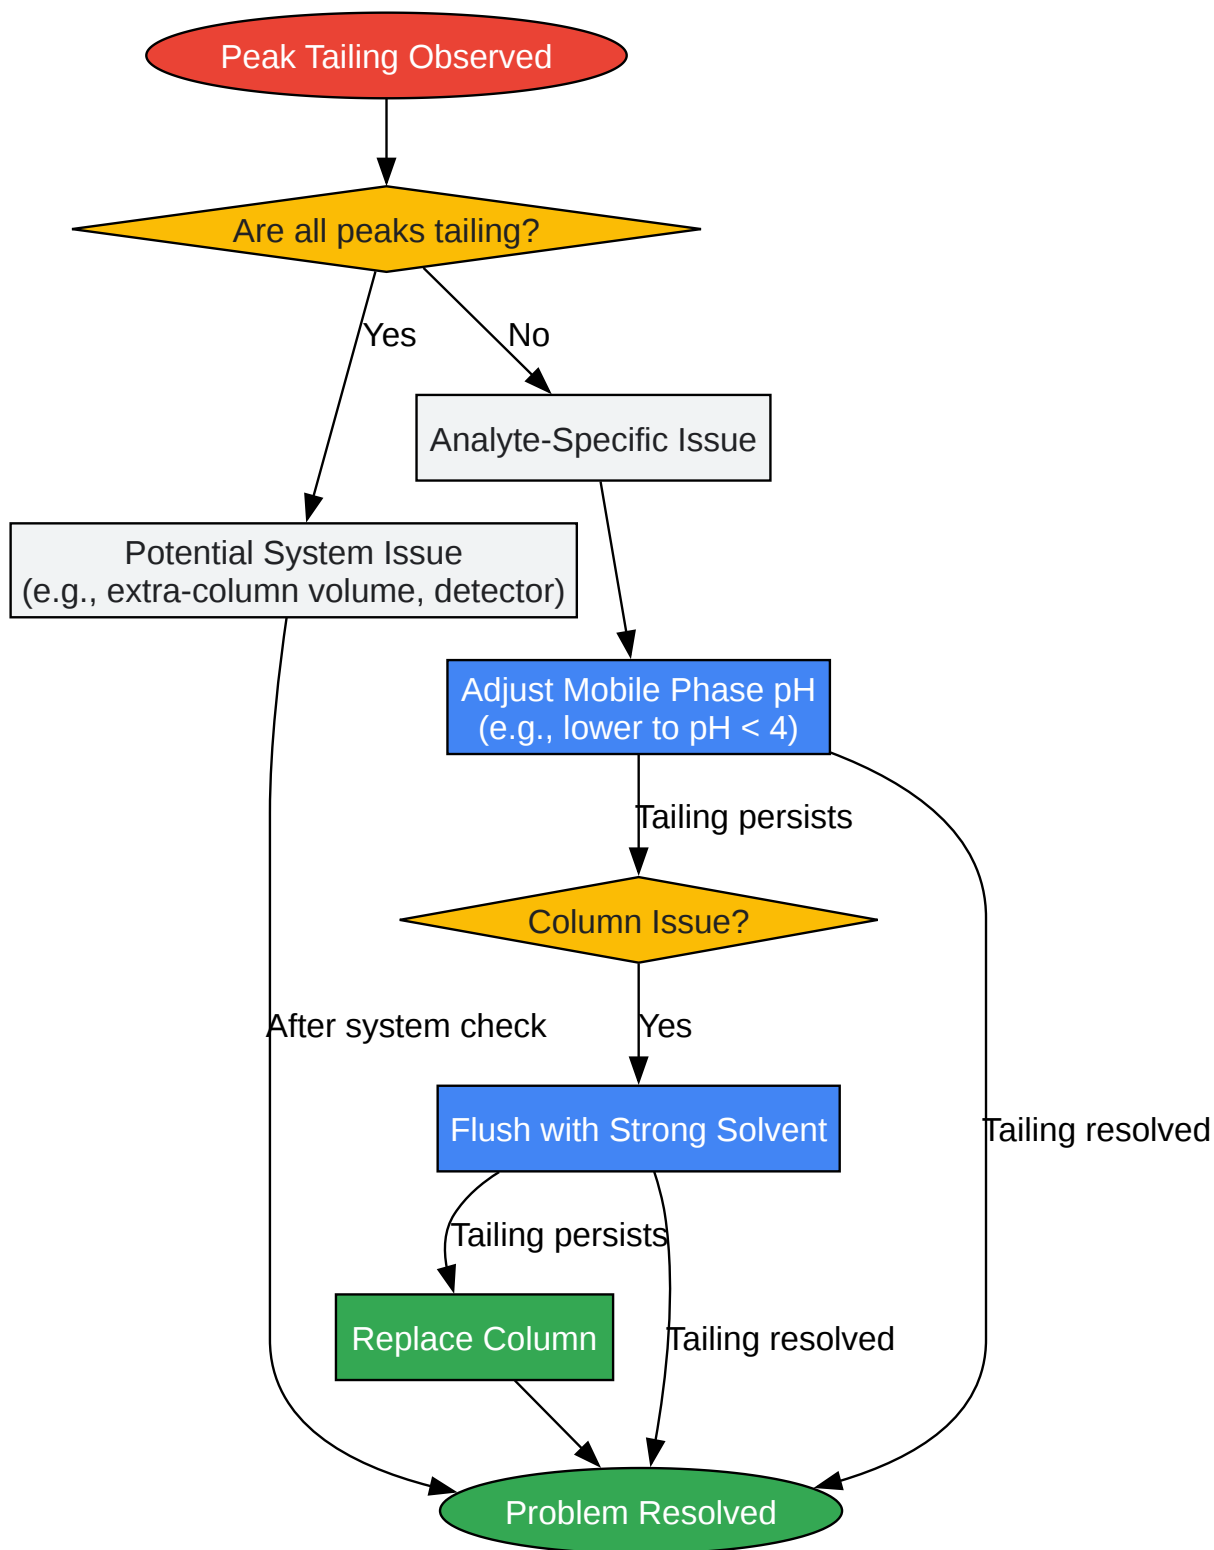 Peak Tailing Observed
Are all peaks tailing?
Yes
No
Analyte-Specific Issue
Potential System Issue
(e.g., extra-column volume, detector)
Adjust Mobile Phase pH
(e.g., lower to pH < 4)
Tailing persists
Column Issue?
After system check
Yes
Flush with Strong Solvent
Tailing resolved
Tailing persists
Replace Column
Tailing resolved
Problem Resolved